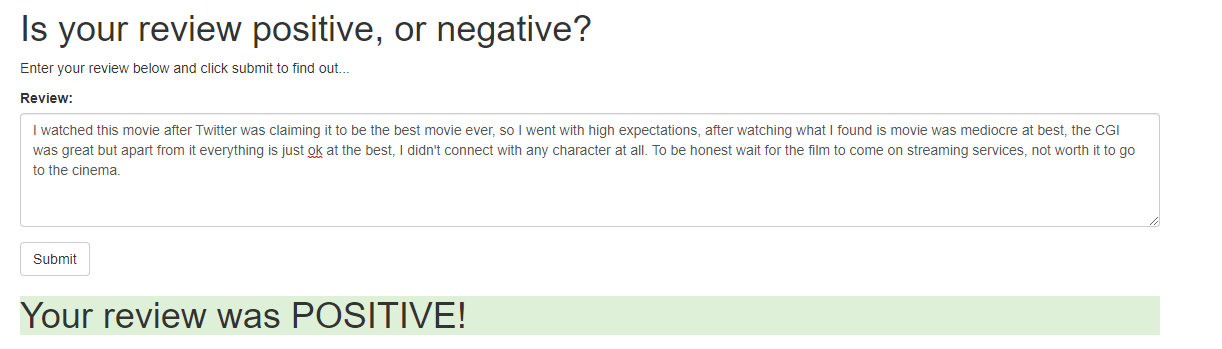 Is your review positive, or negative?
Enter your review below and click submit to find out...
Review:
I watched this movie after Twitter was claiming it to be the best movie ever, so I went with high expectations, after watching what I found is movie was mediocre at best, the CGI
was great but apart from it everything is just ok at the best, I didn't connect with any character at all. To be honest wait for the film to come on streaming services, not worth it to go
to the cinema.
Submit
Your review was POSITIVE!